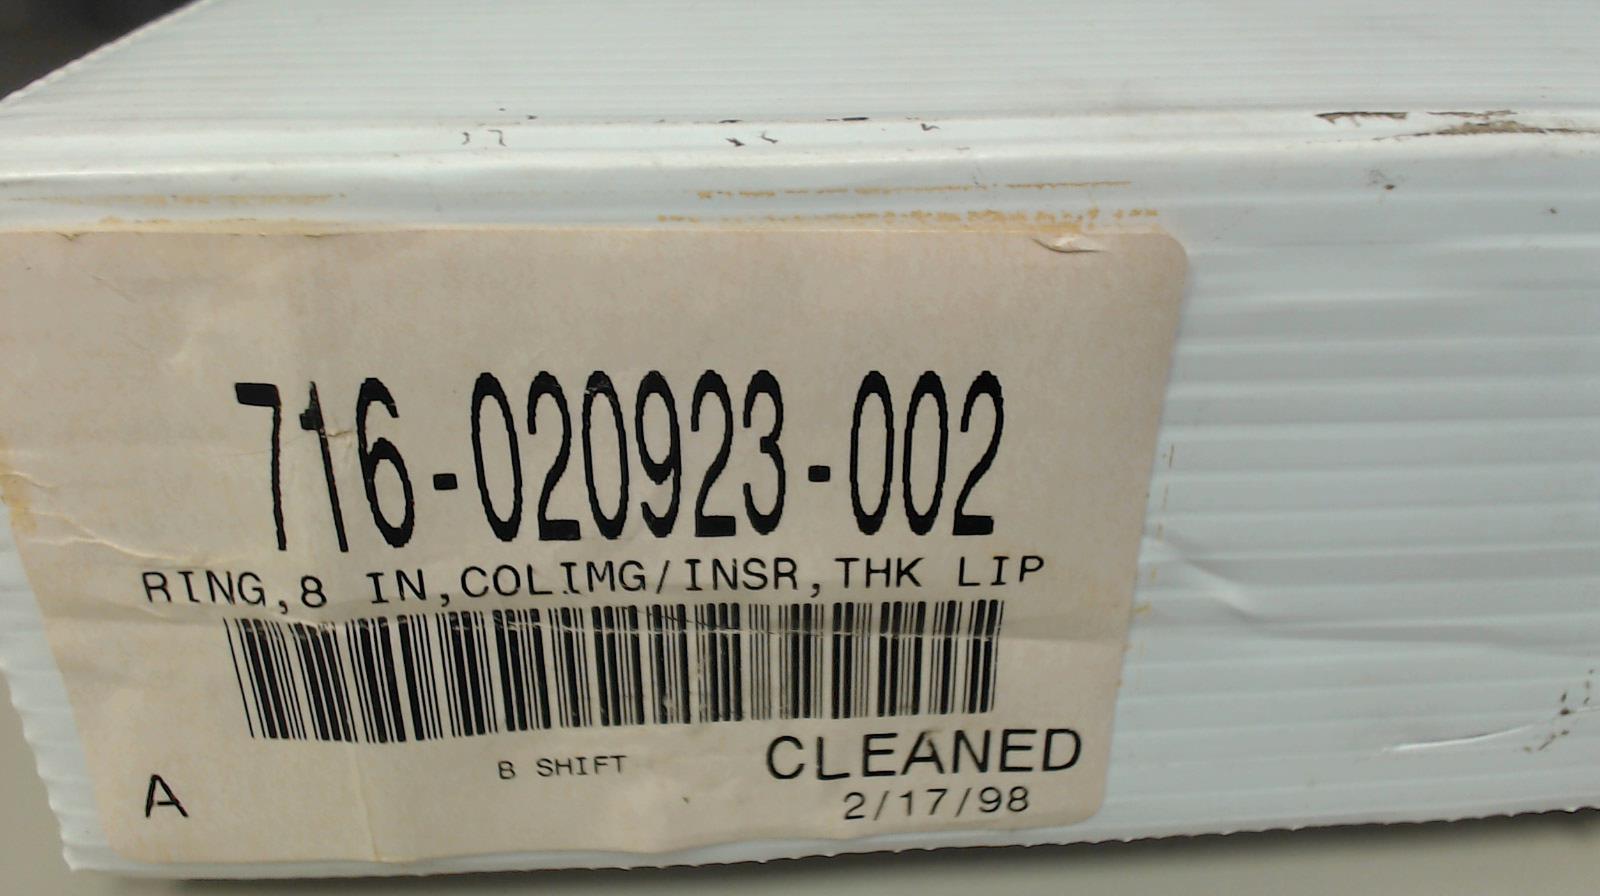 716-020923-002
RING,8 IN,COLIMG/INSR,THK LIP
B SHIFT
CLEANED
A
2/17/98